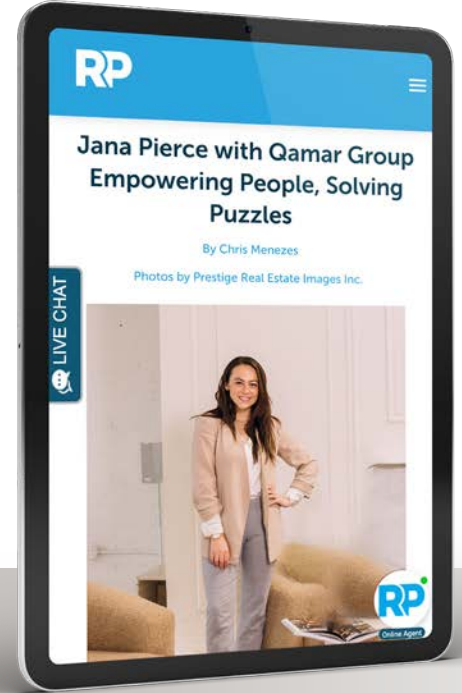 RP
Jana Pierce with Qamar Group
Empowering People, Solving
Puzzles
By Chris Menezes
Photos by Prestige Real Estate Images Inc.
LIVE CHAT
RP
Online Agent